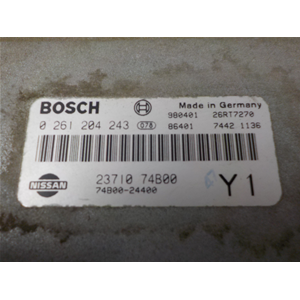 BOSCH
Made in Germany
0 261 204 243 078
980401 26RT7270
86401 7442 1136
NISSAN
23710 74B00
74B00-24400
Y1